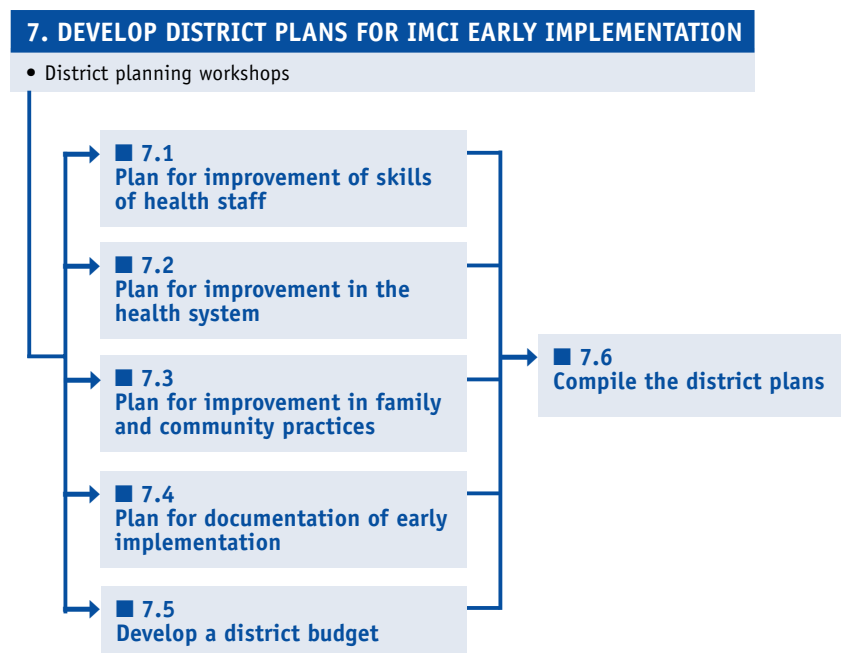 7. DEVELOP DISTRICT PLANS FOR IMCI EARLY IMPLEMENTATION
• District planning workshops
■ 7.1
Plan for improvement of skills
of health staff
■ 7.2
Plan for improvement in the
health system
■ 7.3
Plan for improvement in family
and community practices
■ 7.4
Plan for documentation of early
implementation
■ 7.5
Develop a district budget
■ 7.6
Compile the district plans